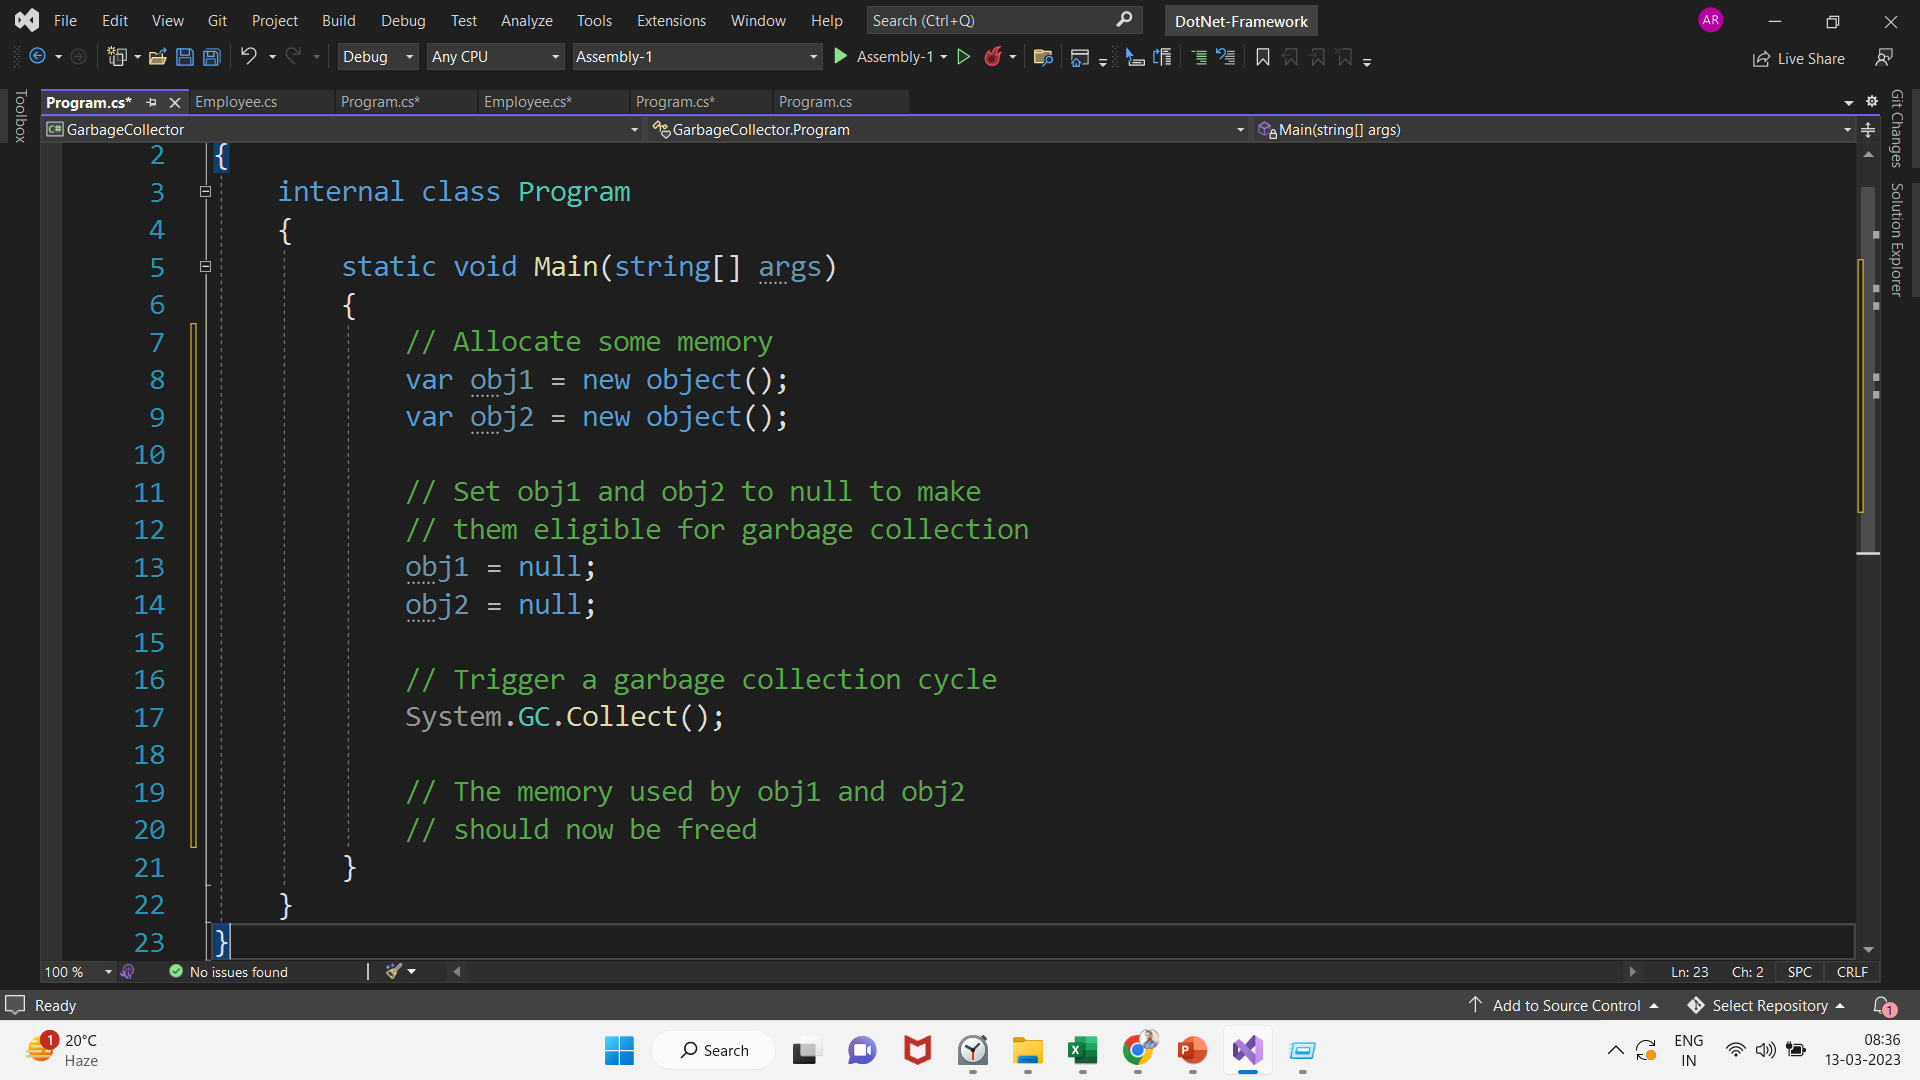 File Edit View Git Project Build Debug Test Analyze Tools Extensions Window Help Search (Ctrl+Q) DotNet-Framework AR
Debug Any CPU Assembly-1 Assembly-1 Live Share
Toolbox
Program.cs* Employee.cs Program.cs* Employee.cs* Program.cs* Program.cs
C# GarbageCollector GarbageCollector.Program Main(string[] args)
Git Changes
Solution Explorer
2 {
3 internal class Program
4 {
5 static void Main(string[] args)
6 {
7 // Allocate some memory
8 var obj1 = new object();
9 var obj2 = new object();
10
11 // Set obj1 and obj2 to null to make
12 // them eligible for garbage collection
13 obj1 = null;
14 obj2 = null;
15
16 // Trigger a garbage collection cycle
17 System.GC.Collect();
18
19 // The memory used by obj1 and obj2
20 // should now be freed
21 }
22 }
23 }
100 % No issues found Ln: 23 Ch: 2 SPC CRLF
Ready Add to Source Control Select Repository 1
1 20°C Haze Search X P ENG IN 08:36 13-03-2023